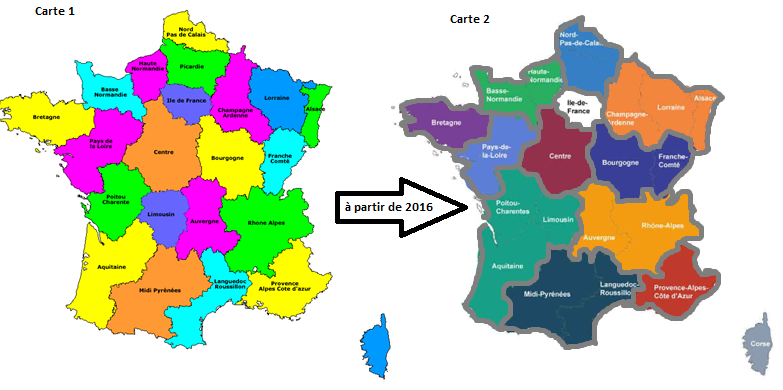 Carte 1
Nord
Pas de Calais
Haute
Normandie
Picardie
Basse
Normandie
Ile de France
Champagne
Ardenne
Lorraine
Alsace
Bretagne
Pays de
la Loire
Centre
Bourgogne
Franche
Comté
Poitou
Charente
Limousin
Auvergne
Rhone Alpes
Aquitaine
Midi Pyrénées
Languedoc
Roussillon
Provence
Alpes Cote d'azur
à partir de 2016
Carte 2
Nord-
Pas-de-Calai
Haute-
Normandie
Basse-
Normandie
Ile-de-
France
Champagne-
Ardenne
Lorraine
Alsace
Bretagne
Pays-de-
la-Loire
Centre
Bourgogne
Franche-
Comté
Poitou-
Charentes
Limousin
Auvergne
Rhône-Alpes
Aquitaine
Midi-Pyrénées
Languedoc-
Roussillo
Provence-Alpes-
Côte d'Azur
Corse